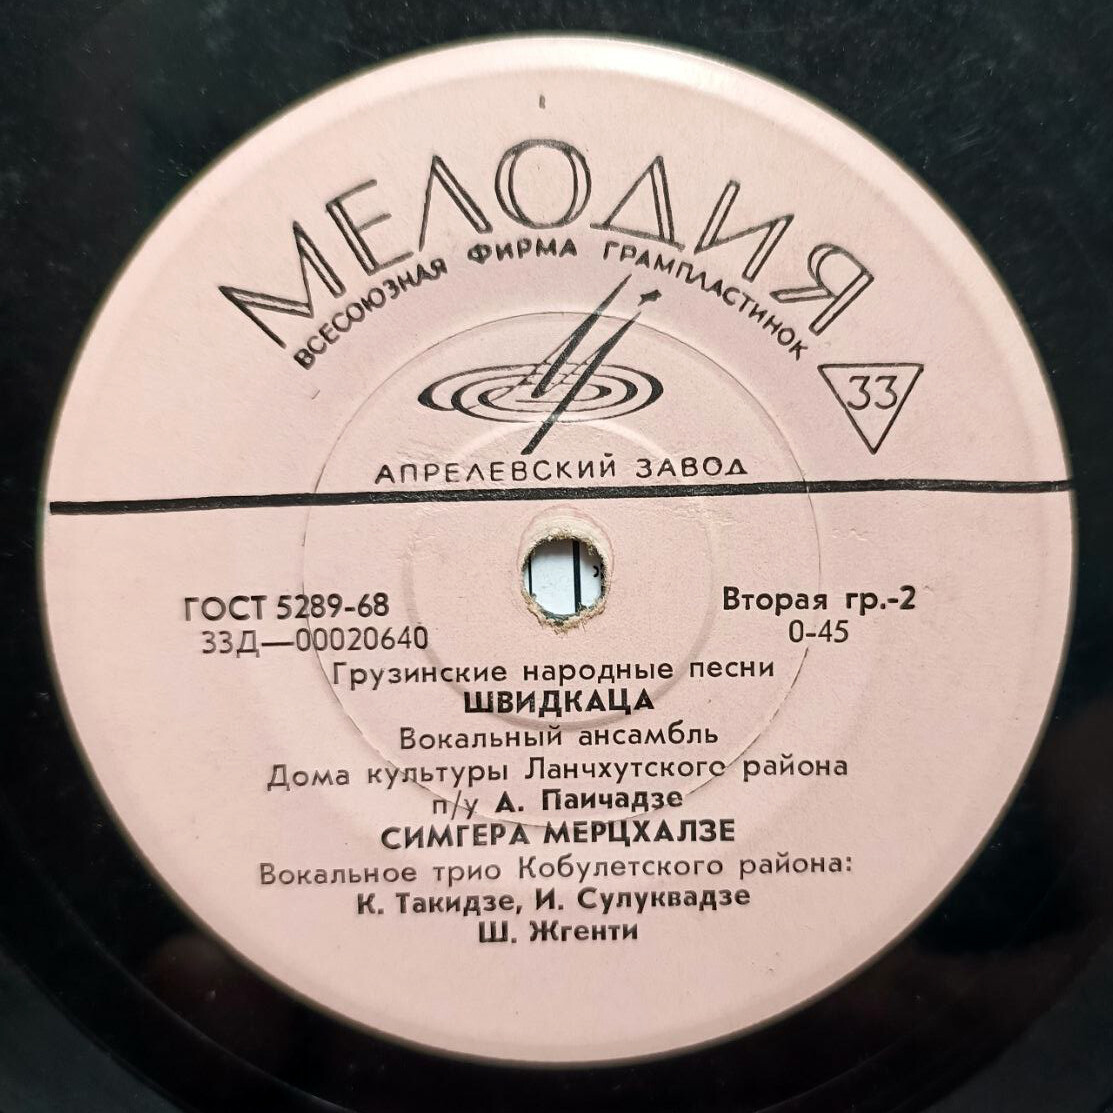 МЕЛОДИЯ
ВСЕСОЮЗНАЯ ФИРМА ГРАМПЛАСТИНОК
33
АПРЕЛЕВСКИЙ ЗАВОД
ГОСТ 5289-68
Вторая гр.-2
33Д—00020640
0-45
Грузинские народные песни
ШВИДКАЦА
Вокальный ансамбль
Дома культуры Ланчхутского района
п/у А. Паичадзе
СИМГЕРА МЕРЦХАЛЗЕ
Вокальное трио Кобулетского района:
К. Такидзе, И. Сулуквадзе
Ш. Жгенти